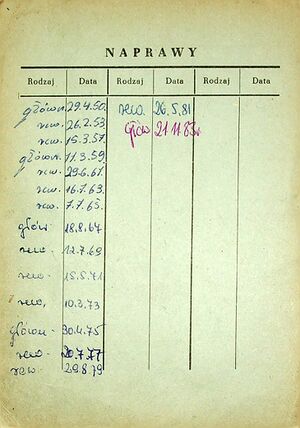 NAPRAWY
Rodzaj Data Rodzaj Data Rodzaj Data
główn 29.4.50. rew. 26.5.81
rew. 26.2.53. głów 21.11.83r.
rew. 15.3.57.
główn. 11.3.59.
rew. 29.6.61.
rew. 16.7.63.
rew. 7.7.65.
głów 18.8.67
rew. 12.7.69
rew. 15.5.71
rew. 10.3.73
główn 30.4.75
rew. 20.7.77
rew. 29.8.79